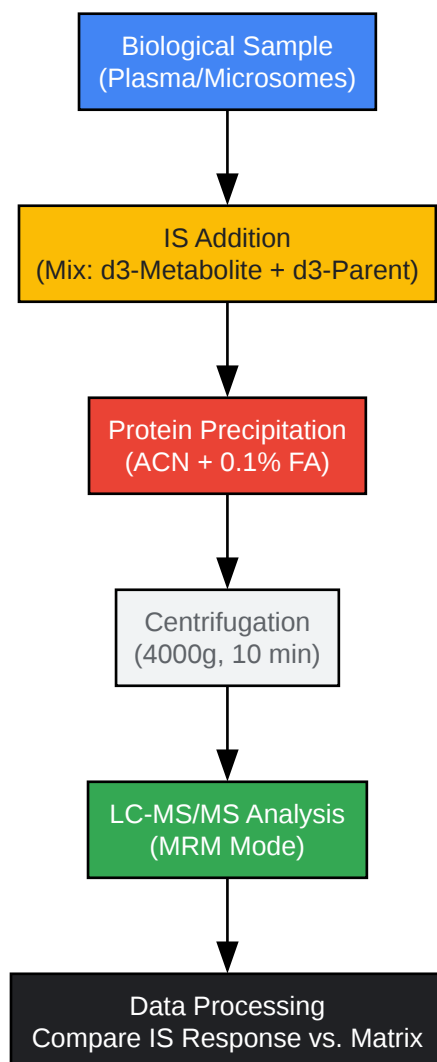 Biological Sample
(Plasma/Microsomes)
IS Addition
(Mix: d3-Metabolite + d3-Parent)
Protein Precipitation
(ACN + 0.1% FA)
Centrifugation
(4000g, 10 min)
LC-MS/MS Analysis
(MRM Mode)
Data Processing
Compare IS Response vs. Matrix